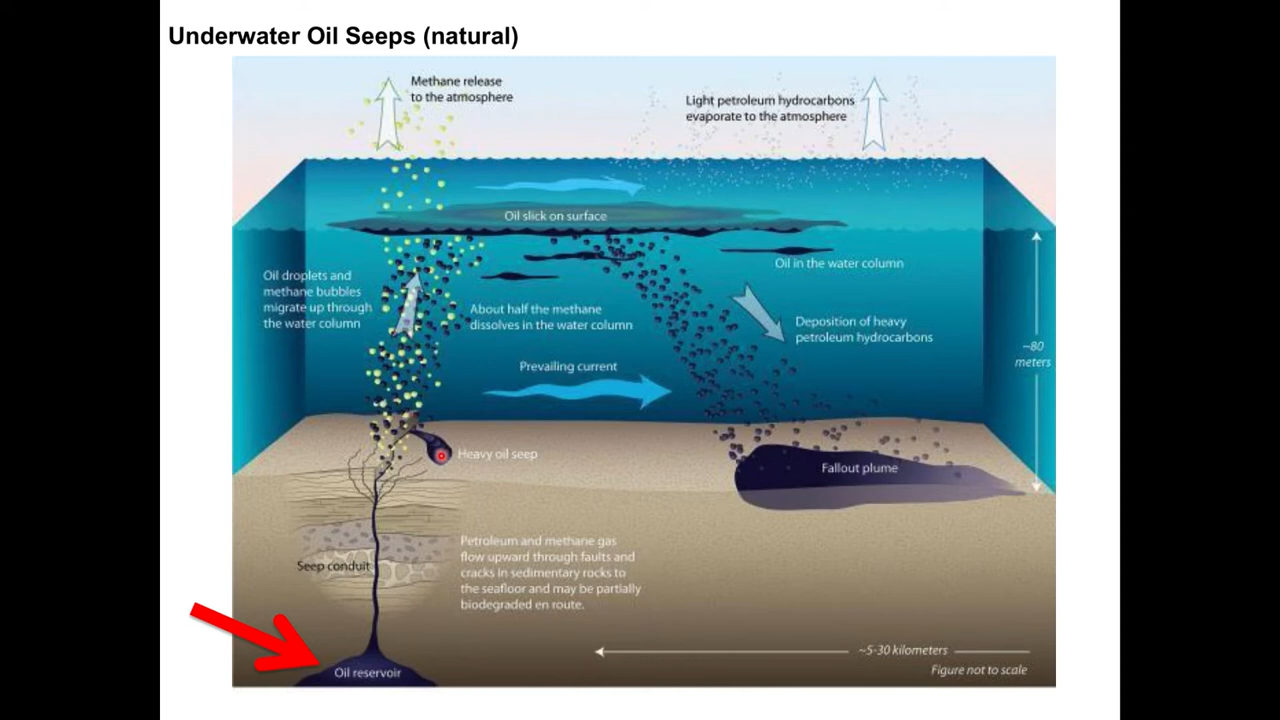 Underwater Oil Seeps (natural)
Methane release
to the atmosphere
Light petroleum hydrocarbons
evaporate to the atmosphere
Oil slick on surface
Oil in the water column
Oil droplets and
methane bubbles
migrate up through
the water column
About half the methane
dissolves in the water column
Deposition of heavy
petroleum hydrocarbons
~80
meters
Prevailing current
Heavy oil seep
Fallout plume
Petroleum and methane gas
flow upward through faults and
cracks in sedimentary rocks to
the seafloor and may be partially
biodegraded en route.
Seep conduit
~5-30 kilometers
Figure not to scale
Oil reservoir